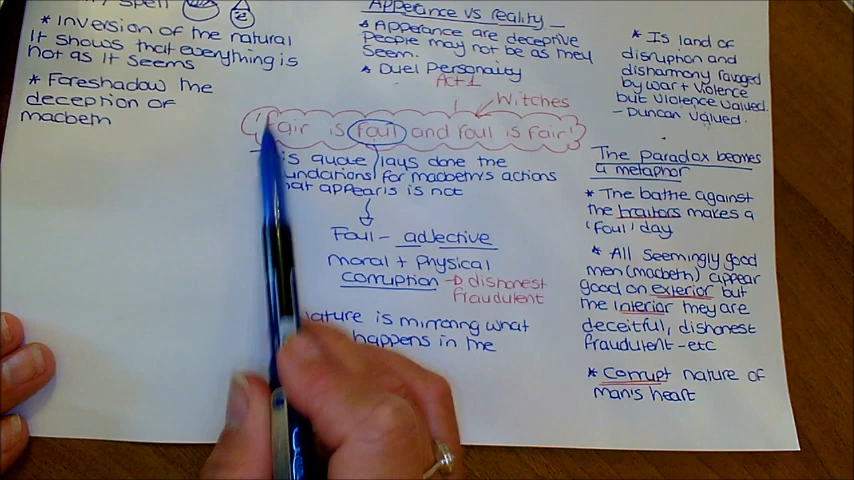 spell
* Inversion of the natural
It shows that everything is
not as it seems
* Foreshadow the
deception of
macbeth
Apperance vs reality -
* Apperance are deceptive
People may not be as they
Seem.
* Duel Personality
Act 1
Witches
'Fair is foul and foul is fair'
is quote lays done the
undations for macbeth's actions
hat appearis is not
Foul - adjective
moral + physical
corruption → dishonest
fraudulent
Nature is mirroring what
happens in the
* Is land of
disruption and
disharmony ravaged
by war + violence
but violence valued.
- Duncan valued.
The Paradox becomes
a metaphor
* The battle against
the traitors makes a
'foul' day
* All seemingly good
men (macbeth) appear
good on exterior but
the interior they are
deceitful, dishonest
fraudulent - etc
* Corrupt nature of
man's heart